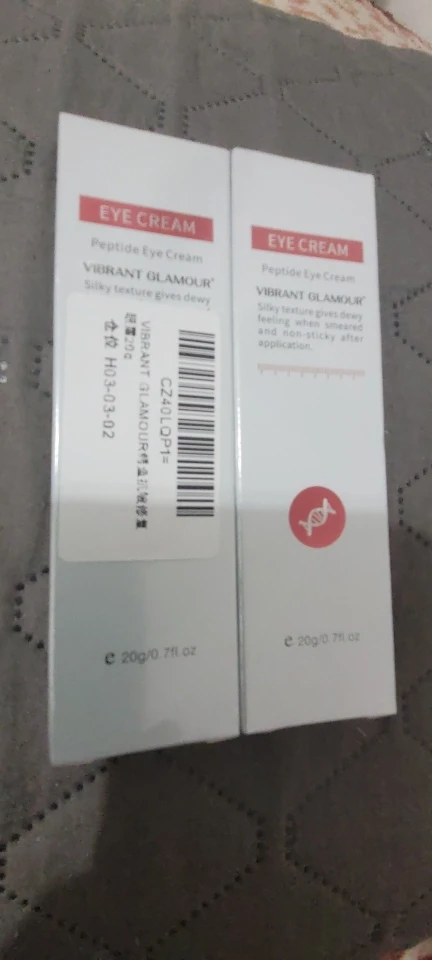 EYE CREAM
Peptide Eye Cream
VIBRANT GLAMOUR
Silky texture gives dewy
CZ40LQP1=
VIBRANT GLAMOUR
20g
仓位 H03-03-02
e 20g/0.7fl.oz
EYE CREAM
Peptide Eye Cream
VIBRANT GLAMOUR
Silky texture gives dewy
feeling when smeared
and non-sticky after
application.
e 20g/0.7fl.oz